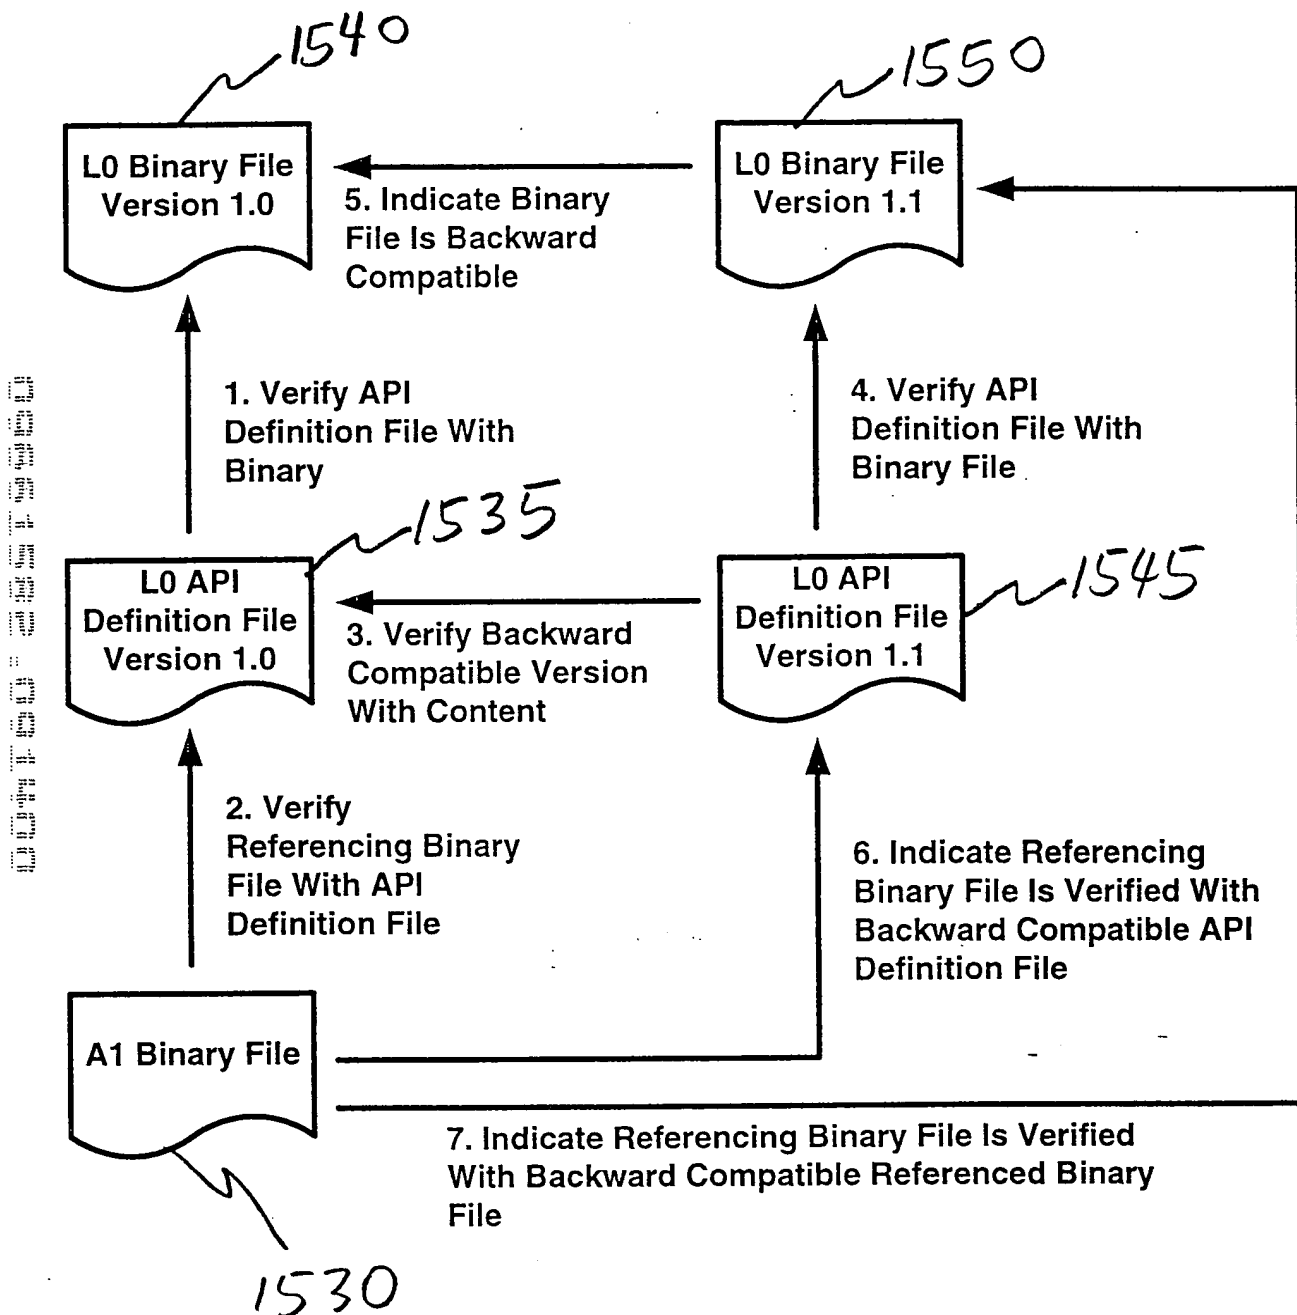 1540
1550
L0 Binary File
Version 1.0
L0 Binary File
Version 1.1
5. Indicate Binary
File Is Backward
Compatible
1. Verify API
Definition File With
Binary
4. Verify API
Definition File With
Binary File
1535
1545
L0 API
Definition File
Version 1.0
L0 API
Definition File
Version 1.1
3. Verify Backward
Compatible Version
With Content
2. Verify
Referencing Binary
File With API
Definition File
6. Indicate Referencing
Binary File Is Verified With
Backward Compatible API
Definition File
A1 Binary File
7. Indicate Referencing Binary File Is Verified
With Backward Compatible Referenced Binary
File
1530